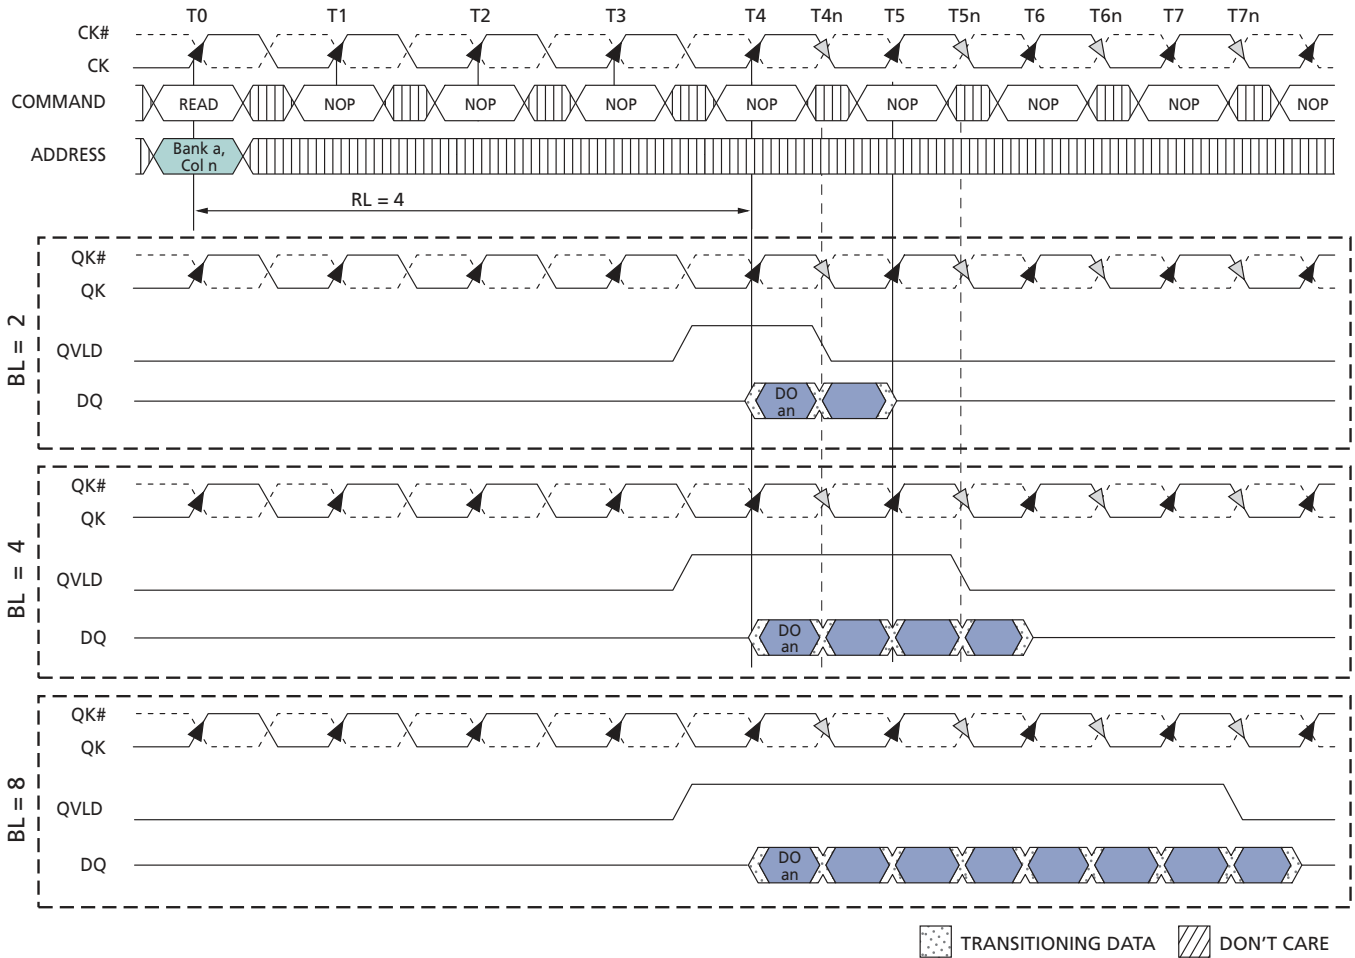 T0 T1 T2 T3 T4 T4n T5 T5n T6 T6n T7 T7n
CK#
CK
COMMAND READ NOP NOP NOP NOP NOP NOP NOP NOP
ADDRESS Bank a,
Col n
RL = 4
BL = 2
QK#
QK
QVLD
DQ DO
an
BL = 4
QK#
QK
QVLD
DQ DO
an
BL = 8
QK#
QK
QVLD
DQ DO
an
TRANSITIONING DATA DON'T CARE